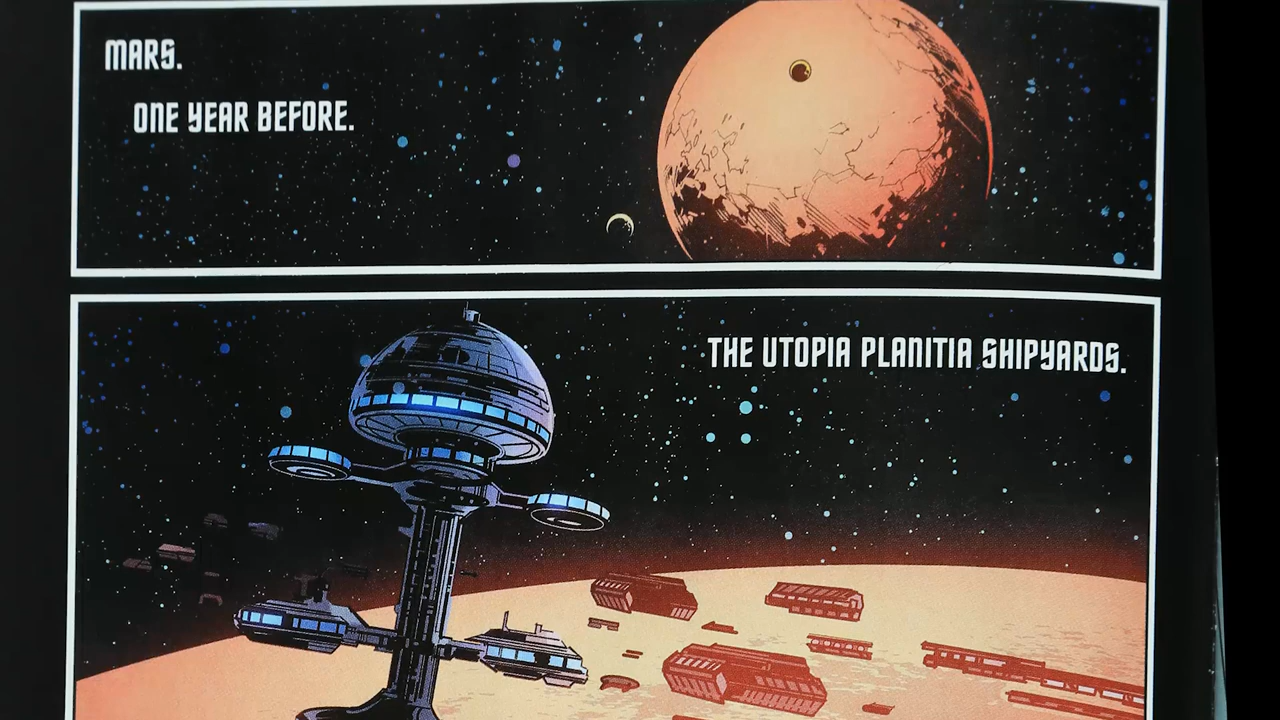 MARS.
ONE YEAR BEFORE.
THE UTOPIA PLANITIA SHIPYARDS.